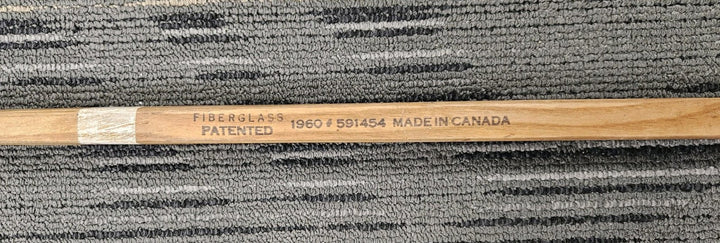 FIBERGLASS
PATENTED 1960 # 591454 MADE IN CANADA